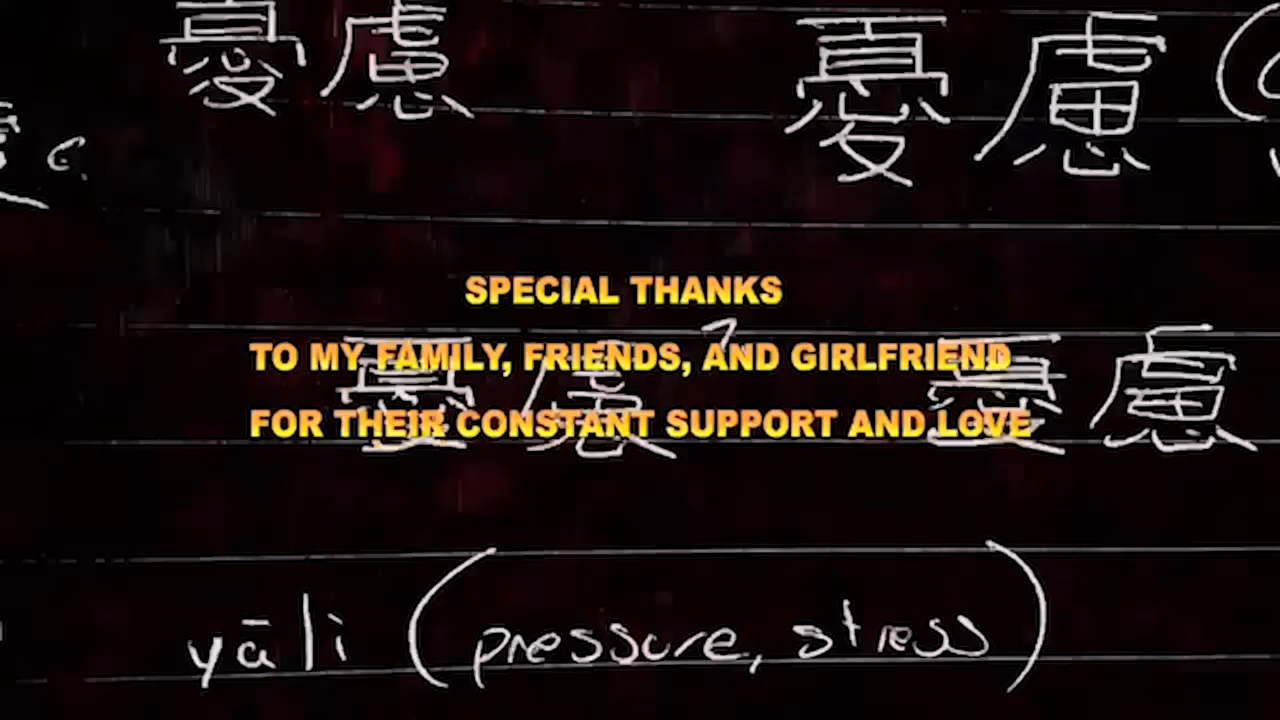 憂慮 憂慮
SPECIAL THANKS
TO MY FAMILY, FRIENDS, AND GIRLFRIEND
FOR THEIR CONSTANT SUPPORT AND LOVE
憂慮 憂慮
yālì (pressure, stress)